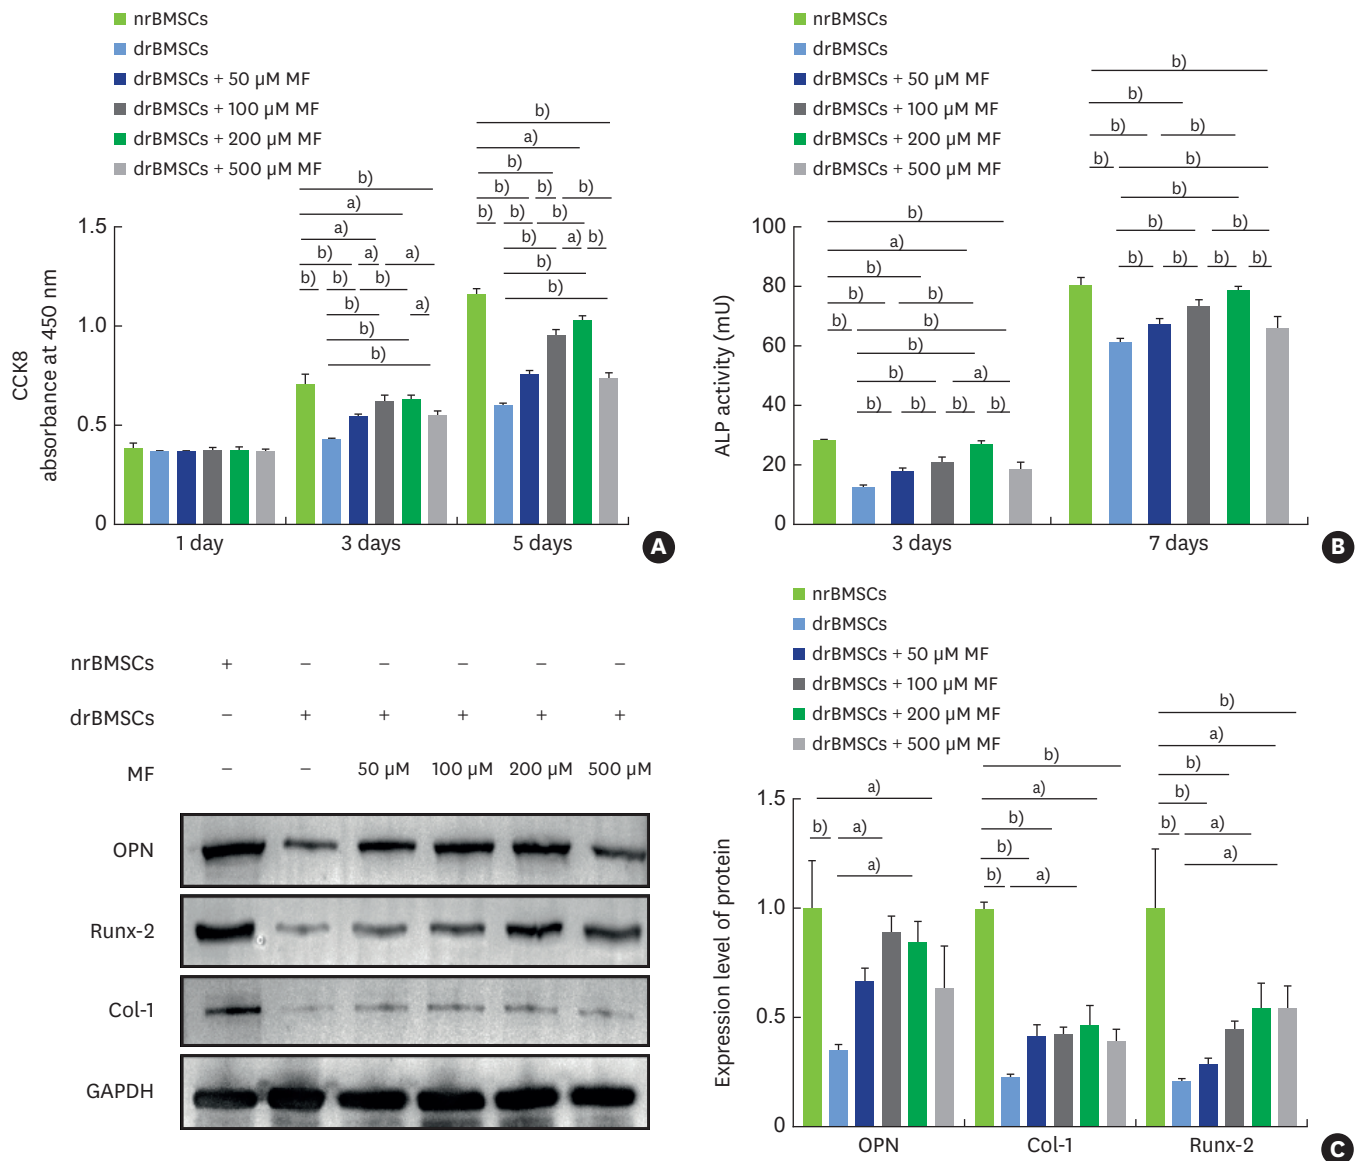 nrBMSCs
drBMSCs
drBMSCs + 50 µM MF
drBMSCs + 100 µM MF
drBMSCs + 200 µM MF
drBMSCs + 500 µM MF
b)
a)
b)
b) b) b)
b) b) b)
b) a) b)
b)
b)
b)
a)
a)
b) a) a)
b) b) b)
b) a)
b)
b)
CCK8
absorbance at 450 nm
1.5
1.0
0.5
0
1 day 3 days 5 days
A
nrBMSCs
drBMSCs
drBMSCs + 50 µM MF
drBMSCs + 100 µM MF
drBMSCs + 200 µM MF
drBMSCs + 500 µM MF
b)
b)
b) b)
b) b)
b)
b) b)
b) b) b) b)
b)
a)
b)
b) b)
b) b)
b)
b) a)
b) b) b) b)
ALP activity (mU)
100
80
60
40
20
0
3 days 7 days
B
nrBMSCs + – – – – –
drBMSCs – + + + + +
MF – – 50 µM 100 µM 200 µM 500 µM
OPN
Runx-2
Col-1
GAPDH
nrBMSCs
drBMSCs
drBMSCs + 50 µM MF
drBMSCs + 100 µM MF
drBMSCs + 200 µM MF
drBMSCs + 500 µM MF
a)
b) a)
a)
b)
a)
b)
b)
b) a)
b)
a)
b)
b)
b) a)
a)
Expression level of protein
1.5
1.0
0.5
0
OPN Col-1 Runx-2
C